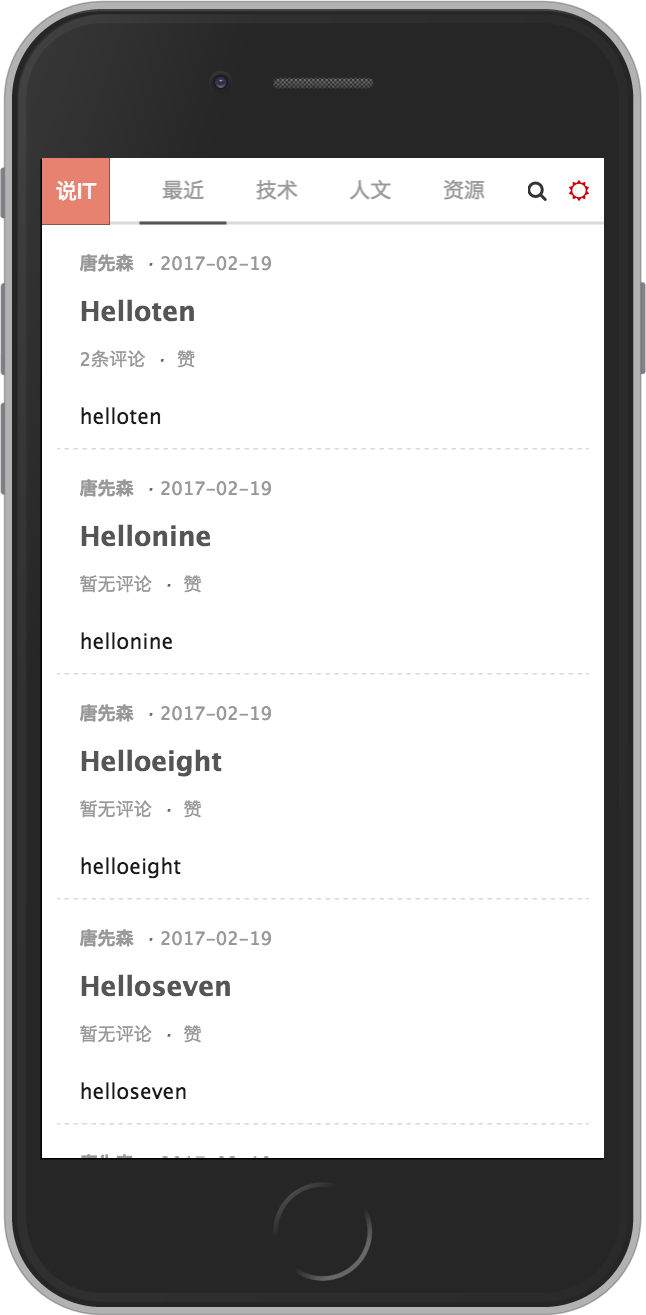 说IT 最近 技术 人文 资源
唐先森 · 2017-02-19
Helloten
2条评论 · 赞
helloten
唐先森 · 2017-02-19
Hellonine
暂无评论 · 赞
hellonine
唐先森 · 2017-02-19
Helloeight
暂无评论 · 赞
helloeight
唐先森 · 2017-02-19
Helloseven
暂无评论 · 赞
helloseven